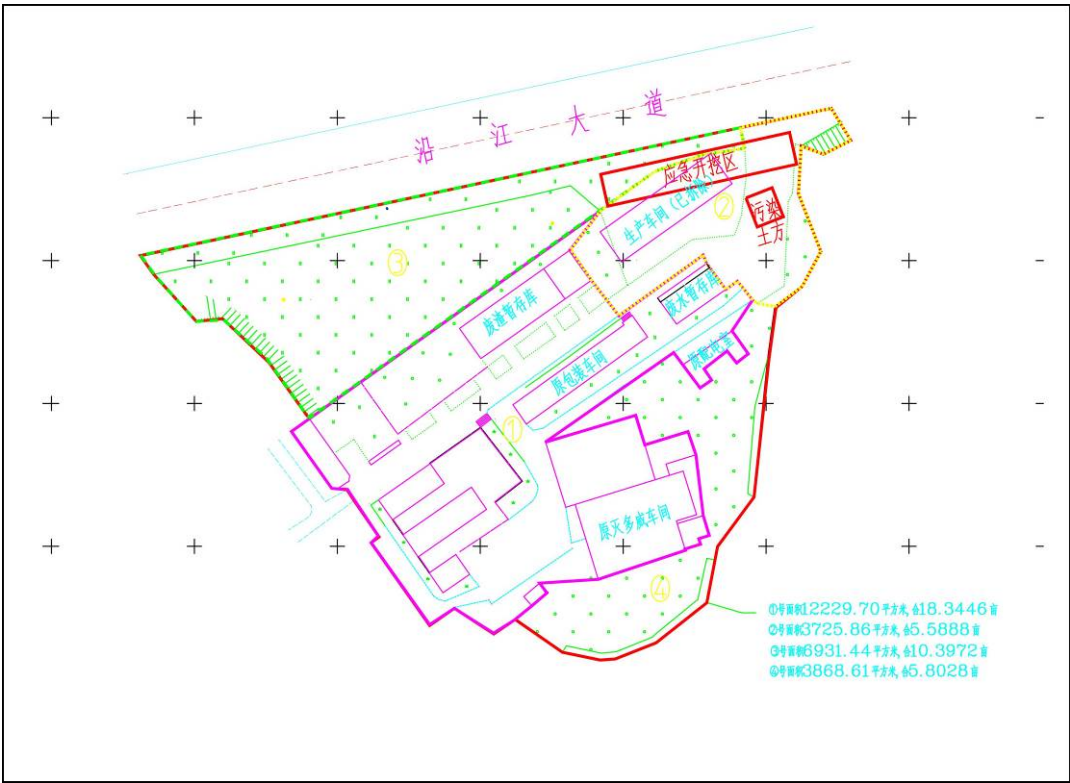 沿江大道
应急开挖区
生产车间（已拆除）
②
污染
土方
③
废渣暂存库
废水暂存库
原配电室
原包装车间
①
原灭多威车间
④
①号面积12229.70平方米,合18.3446亩
②号面积3725.86平方米,合5.5888亩
③号面积6931.44平方米,合10.3972亩
④号面积3868.61平方米,合5.8028亩